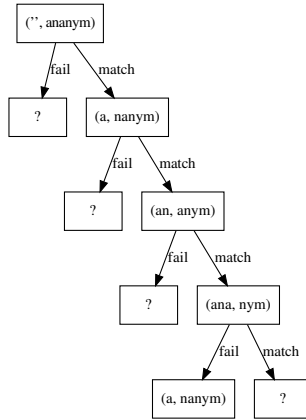 ('', ananym)
fail match
? (a, nanym)
fail match
? (an, anym)
fail match
? (ana, nym)
fail match
(a, nanym) ?